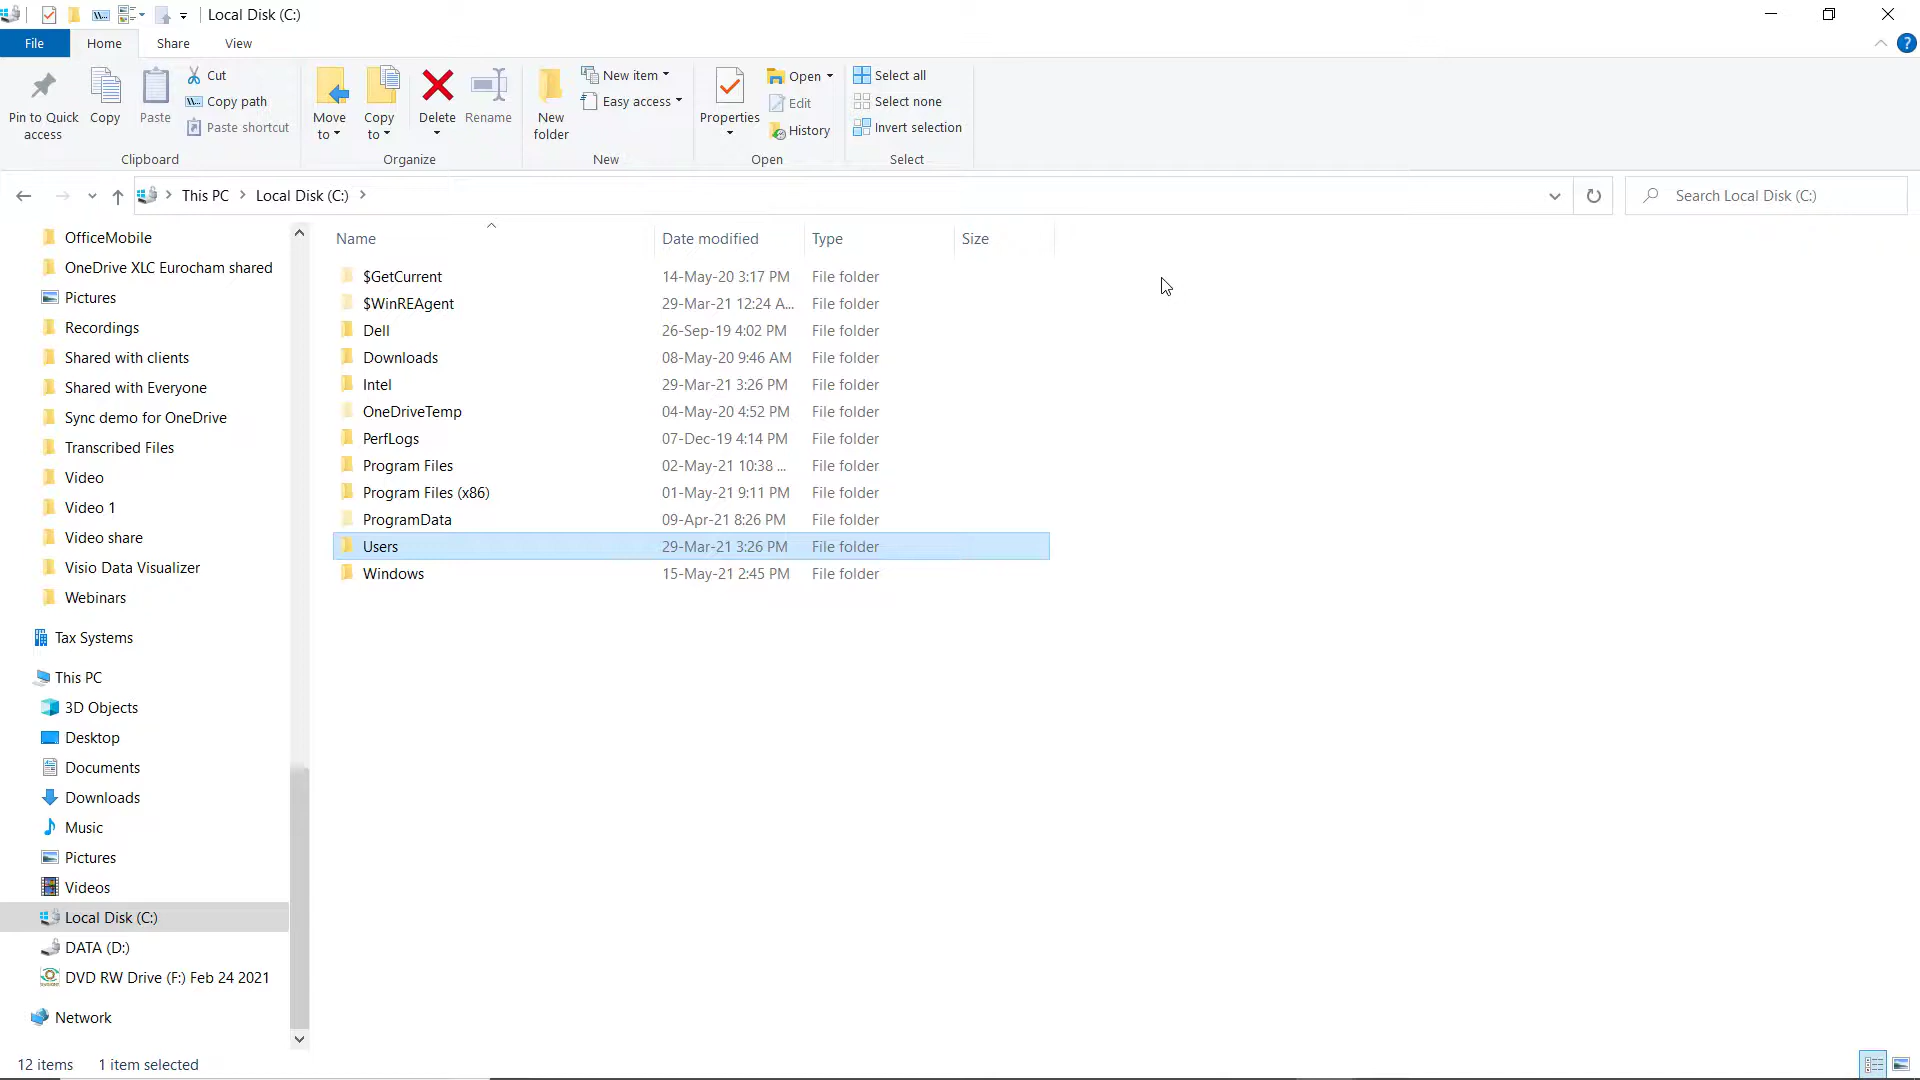 Local Disk (C:)
File
Home
Share
View
Pin to Quick access
Copy
Paste
Cut
Copy path
Paste shortcut
Clipboard
Move to
Copy to
Delete
Rename
Organize
New folder
New item
Easy access
New
Properties
Open
Edit
History
Open
Select all
Select none
Invert selection
Select
This PC
Local Disk (C:)
Search Local Disk (C:)
OfficeMobile
OneDrive XLC Eurocham shared
Pictures
Recordings
Shared with clients
Shared with Everyone
Sync demo for OneDrive
Transcribed Files
Video
Video 1
Video share
Visio Data Visualizer
Webinars
Tax Systems
This PC
3D Objects
Desktop
Documents
Downloads
Music
Pictures
Videos
Local Disk (C:)
DATA (D:)
DVD RW Drive (F:) Feb 24 2021
Network
Name Date modified Type Size
$GetCurrent 14-May-20 3:17 PM File folder
$WinREAgent 29-Mar-21 12:24 A... File folder
Dell 26-Sep-19 4:02 PM File folder
Downloads 08-May-20 9:46 AM File folder
Intel 29-Mar-21 3:26 PM File folder
OneDriveTemp 04-May-20 4:52 PM File folder
PerfLogs 07-Dec-19 4:14 PM File folder
Program Files 02-May-21 10:38 ... File folder
Program Files (x86) 01-May-21 9:11 PM File folder
ProgramData 09-Apr-21 8:26 PM File folder
Users 29-Mar-21 3:26 PM File folder
Windows 15-May-21 2:45 PM File folder
12 items 1 item selected